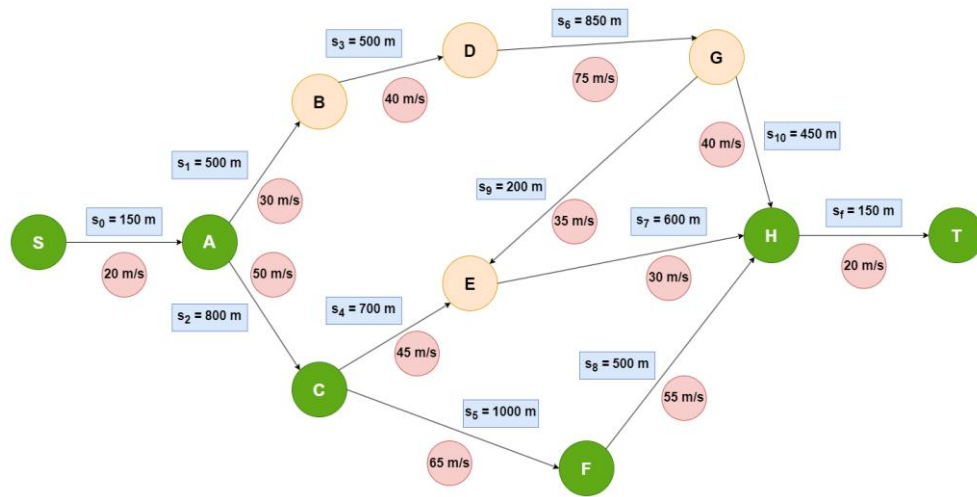 s6 = 850 m
s3 = 500 m
D
G
75 m/s
B
40 m/s
40 m/s
s10 = 450 m
s1 = 500 m
s9 = 200 m
30 m/s
s0 = 150 m
35 m/s
s7 = 600 m
sf = 150 m
S
A
H
T
20 m/s
50 m/s
E
30 m/s
20 m/s
s2 = 800 m
s4 = 700 m
45 m/s
s8 = 500 m
C
55 m/s
s5 = 1000 m
65 m/s
F